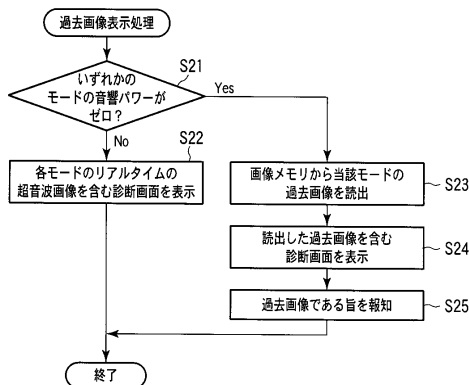 過去画像表示処理
S21
いずれかの
モードの音響パワーが
ゼロ?
Yes
No
S22
各モードのリアルタイムの
超音波画像を含む診断画面を表示
画像メモリから当該モードの
過去画像を読出
S23
読出した過去画像を含む
診断画面を表示
S24
過去画像である旨を報知
S25
終了